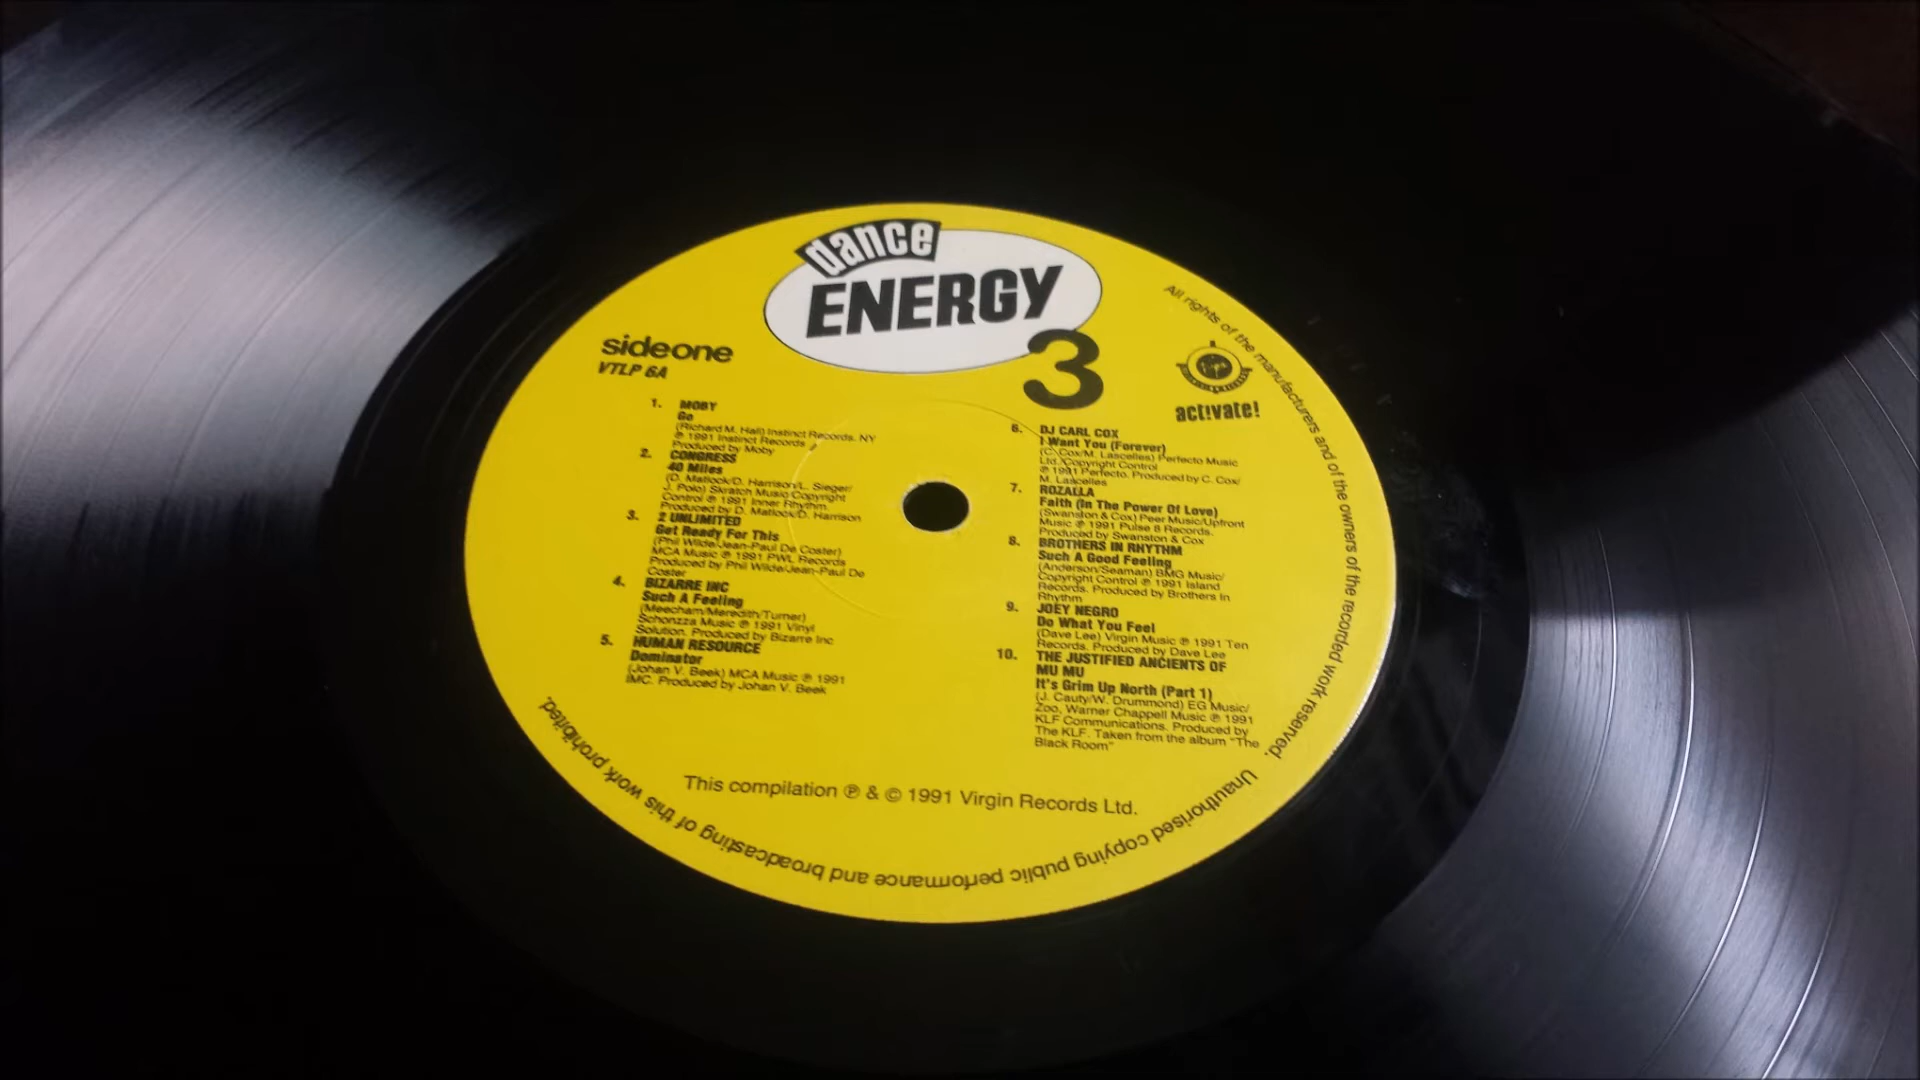 dance
ENERGY
3
sideone
VTLP 6A
act!vate!
1. MOBY
Go
(Richard M. Hall) Instinct Records, NY
℗ 1991 Instinct Records
Produced by Moby
2. CONGRESS
40 Miles
(D. Matlock/D. Harrison/L. Sieger/
J. Polo) Skratch Music/Copyright
Control ℗ 1991 Inner Rhythm.
Produced by D. Matlock/D. Harrison
3. 2 UNLIMITED
Get Ready For This
(Phil Wilde/Jean-Paul De Coster)
MCA Music ℗ 1991 PWL Records
Produced by Phil Wilde/Jean-Paul De
Coster
4. BIZARRE INC
Such A Feeling
(Meecham/Meredith/Turner)
Schonzza Music ℗ 1991 Vinyl
Solution. Produced by Bizarre Inc
5. HUMAN RESOURCE
Dominator
(Johan V. Beek) MCA Music ℗ 1991
IMC. Produced by Johan V. Beek
6. DJ CARL COX
I Want You (Forever)
(C. Cox/M. Lascelles) Perfecto Music
Ltd./Copyright Control
℗ 1991 Perfecto. Produced by C. Cox/
M. Lascelles
7. ROZALLA
Faith (In The Power Of Love)
(Swanston & Cox) Peer Music/Upfront
Music ℗ 1991 Pulse 8 Records.
Produced by Swanston & Cox
8. BROTHERS IN RHYTHM
Such A Good Feeling
(Anderson/Seaman) BMG Music/
Copyright Control ℗ 1991 Island
Records. Produced by Brothers In
Rhythm
9. JOEY NEGRO
Do What You Feel
(Dave Lee) Virgin Music ℗ 1991 Ten
Records. Produced by Dave Lee
10. THE JUSTIFIED ANCIENTS OF
MU MU
It's Grim Up North (Part 1)
(J. Cauty/W. Drummond) EG Music/
Zoo, Warner Chappell Music ℗ 1991
KLF Communications. Produced by
The KLF. Taken from the album "The
Black Room"
This compilation ℗ & © 1991 Virgin Records Ltd.
All rights of the manufacturers and of the owners of the recorded work reserved. Unauthorised copying public performance and broadcasting of this work prohibited.